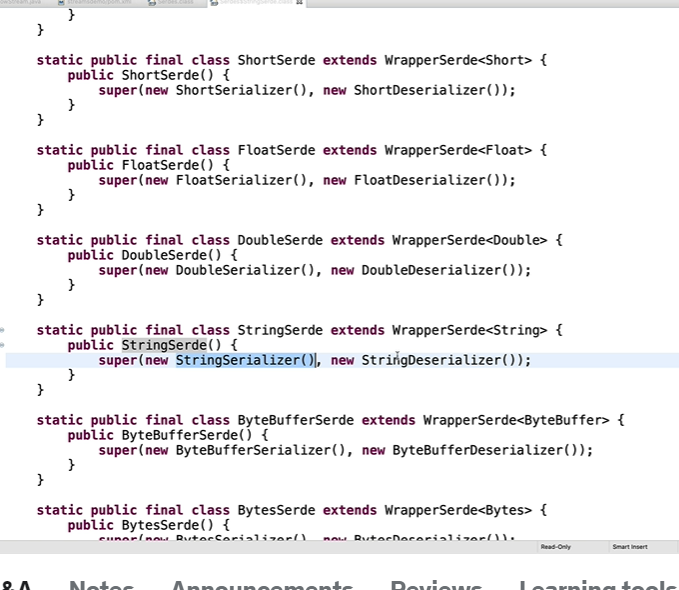 }
}
static public final class ShortSerde extends WrapperSerde<Short> {
public ShortSerde() {
super(new ShortSerializer(), new ShortDeserializer());
}
}
static public final class FloatSerde extends WrapperSerde<Float> {
public FloatSerde() {
super(new FloatSerializer(), new FloatDeserializer());
}
}
static public final class DoubleSerde extends WrapperSerde<Double> {
public DoubleSerde() {
super(new DoubleSerializer(), new DoubleDeserializer());
}
}
static public final class StringSerde extends WrapperSerde<String> {
public StringSerde() {
super(new StringSerializer(), new StringDeserializer());
}
}
static public final class ByteBufferSerde extends WrapperSerde<ByteBuffer> {
public ByteBufferSerde() {
super(new ByteBufferSerializer(), new ByteBufferDeserializer());
}
}
static public final class BytesSerde extends WrapperSerde<Bytes> {
public BytesSerde() {
super(new BytesSerializer(), new BytesDeserializer());
Read-Only Smart Insert
&A Notes Announcements Reviews Learning tools